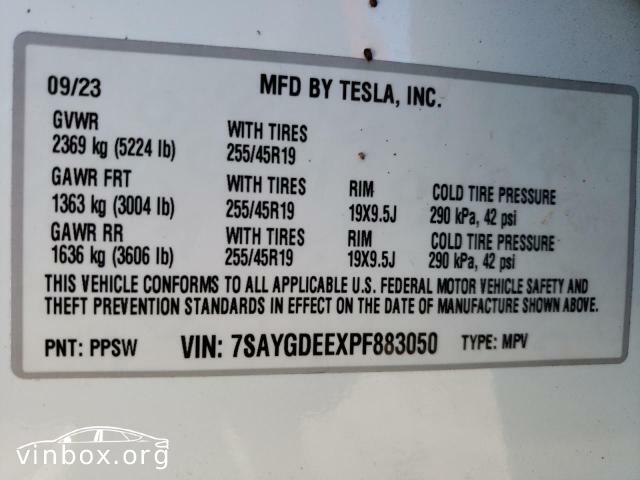 09/23 MFD BY TESLA, INC.
GVWR
2369 kg (5224 lb) WITH TIRES 255/45R19
GAWR FRT WITH TIRES RIM COLD TIRE PRESSURE
1363 kg (3004 lb) 255/45R19 19X9.5J 290 kPa, 42 psi
GAWR RR WITH TIRES RIM COLD TIRE PRESSURE
1636 kg (3606 lb) 255/45R19 19X9.5J 290 kPa, 42 psi
THIS VEHICLE CONFORMS TO ALL APPLICABLE U.S. FEDERAL MOTOR VEHICLE SAFETY AND
THEFT PREVENTION STANDARDS IN EFFECT ON THE DATE OF MANUFACTURE SHOWN ABOVE.
PNT: PPSW VIN: 7SAYGDEEXPF883050 TYPE: MPV
vinbox.org